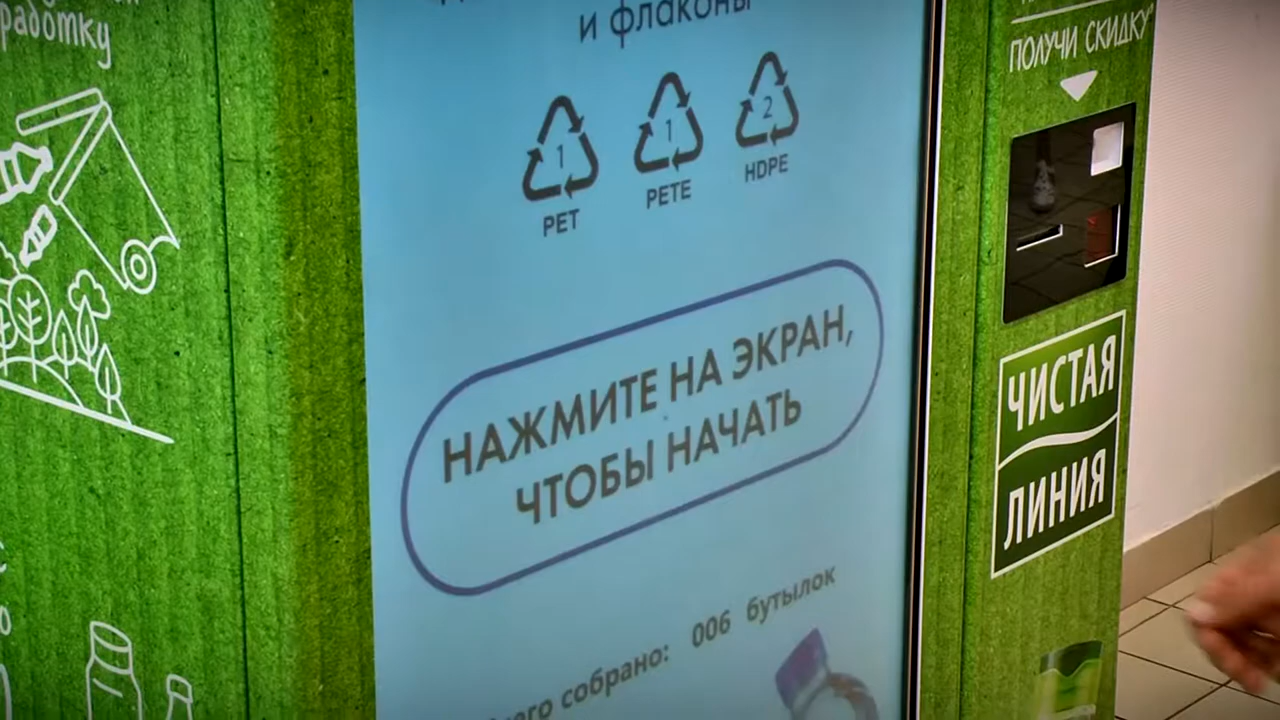 работку
и флаконы
1
PET
1
PETE
2
HDPE
НАЖМИТЕ НА ЭКРАН,
ЧТОБЫ НАЧАТЬ
собрано: 006 бутылок
ПОЛУЧИ СКИДКУ*
ЧИСТАЯ
ЛИНИЯ